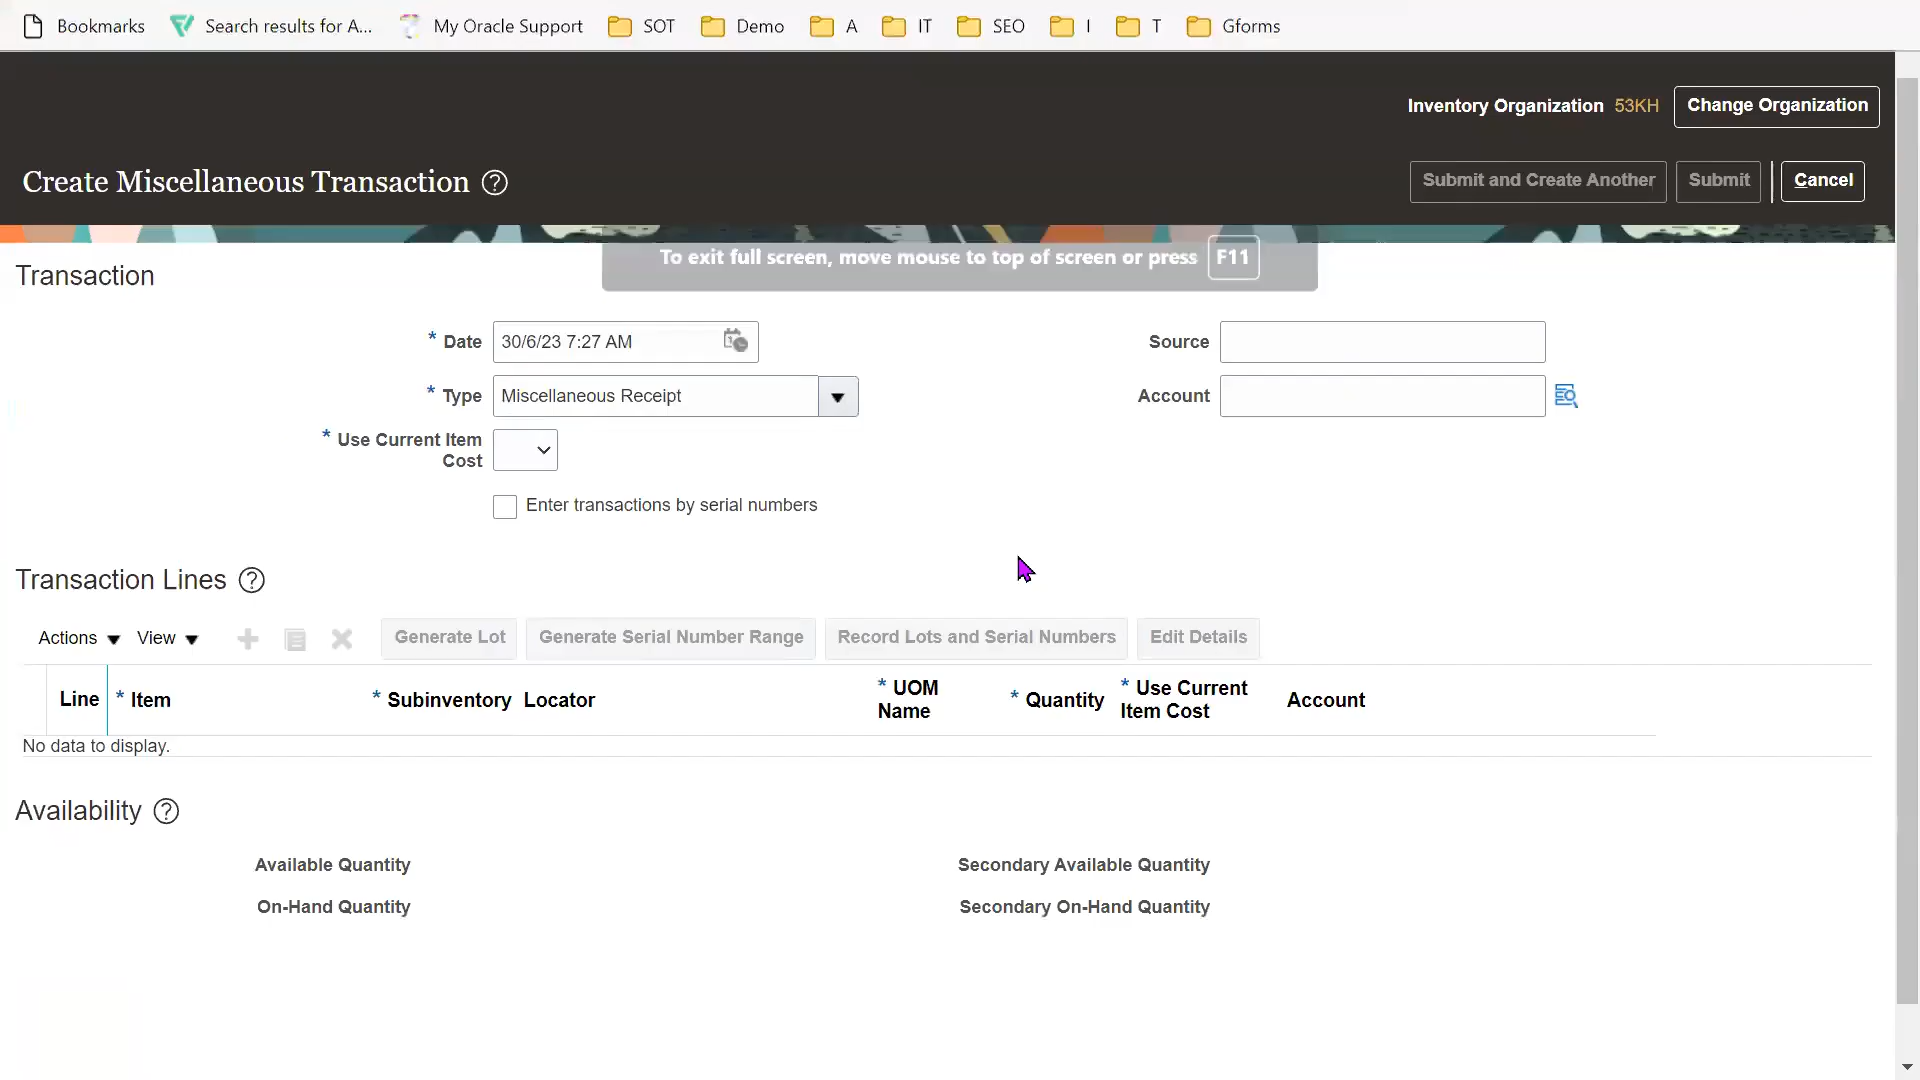 Bookmarks Search results for A... My Oracle Support SOT Demo A IT SEO I T Gforms
Inventory Organization 53KH Change Organization
Create Miscellaneous Transaction ? Submit and Create Another Submit Cancel
To exit full screen, move mouse to top of screen or press F11
Transaction
* Date 30/6/23 7:27 AM Source
* Type Miscellaneous Receipt Account
* Use Current Item
Cost
Enter transactions by serial numbers
Transaction Lines ?
Actions View Generate Lot Generate Serial Number Range Record Lots and Serial Numbers Edit Details
Line * Item * Subinventory Locator * UOM Name * Quantity * Use Current Item Cost Account
No data to display.
Availability ?
Available Quantity Secondary Available Quantity
On-Hand Quantity Secondary On-Hand Quantity